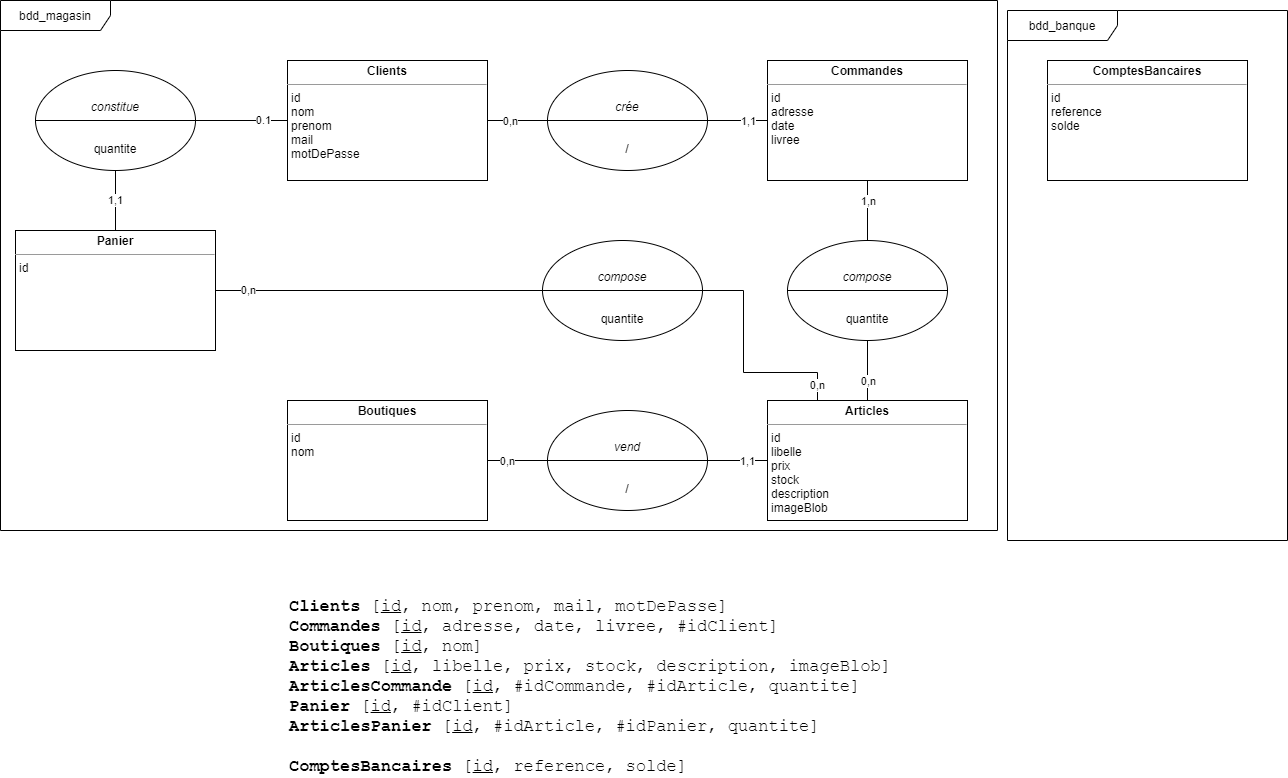 bdd_magasin
bdd_banque
constitue
quantite
0.1
1,1
Clients
id
nom
prenom
mail
motDePasse
0,n
crée
/
1,1
Commandes
id
adresse
date
livree
ComptesBancaires
id
reference
solde
1,n
Panier
id
0,n
compose
quantite
0,n
compose
quantite
0,n
Boutiques
id
nom
0,n
vend
/
1,1
Articles
id
libelle
prix
stock
description
imageBlob
Clients [id, nom, prenom, mail, motDePasse]
Commandes [id, adresse, date, livree, #idClient]
Boutiques [id, nom]
Articles [id, libelle, prix, stock, description, imageBlob]
ArticlesCommande [id, #idCommande, #idArticle, quantite]
Panier [id, #idClient]
ArticlesPanier [id, #idArticle, #idPanier, quantite]
ComptesBancaires [id, reference, solde]